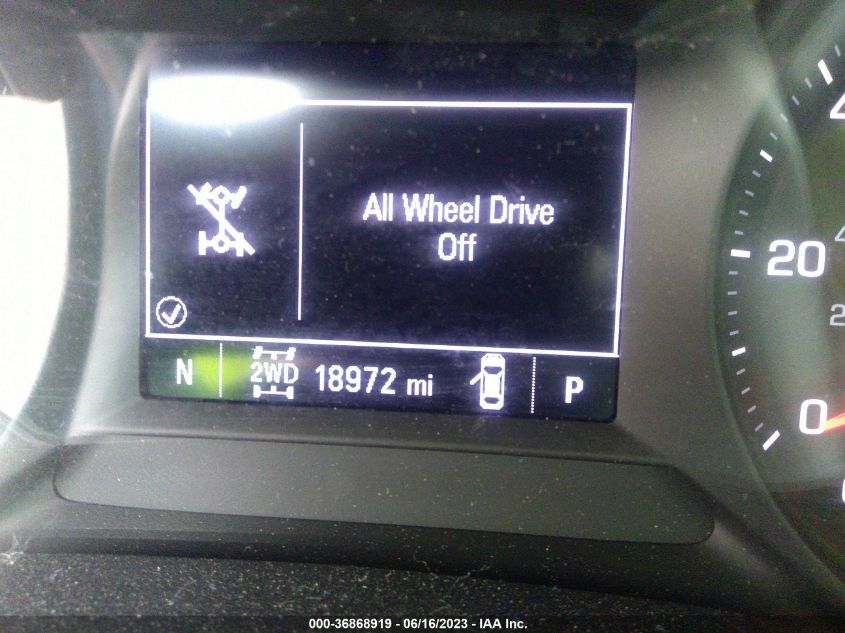 All Wheel Drive
Off
N 2WD 18972 mi P
20
0
000-36868919 - 06/16/2023 - IAA Inc.